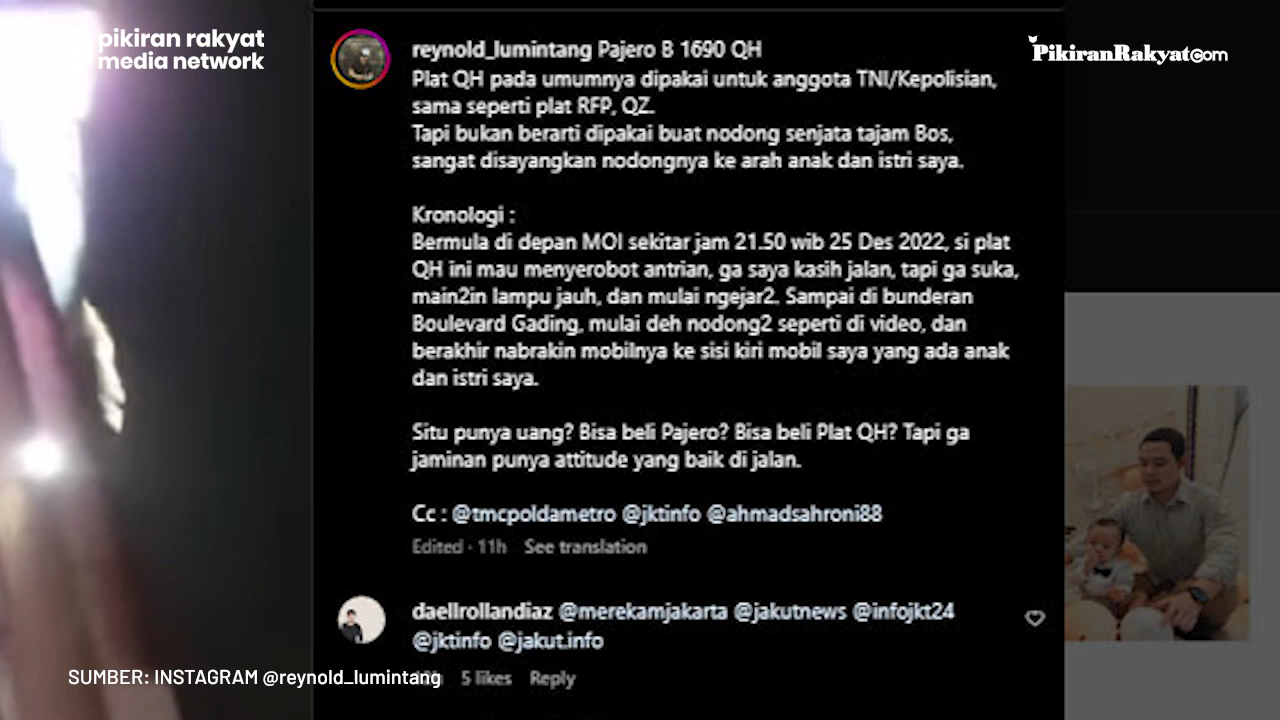 pikiran rakyat
media network
PikiranRakyat.com
reynold_lumintang Pajero B 1690 QH
Plat QH pada umumnya dipakai untuk anggota TNI/Kepolisian,
sama seperti plat RFP, QZ.
Tapi bukan berarti dipakai buat nodong senjata tajam Bos,
sangat disayangkan nodongnya ke arah anak dan istri saya.
Kronologi :
Bermula di depan MOI sekitar jam 21.50 wib 25 Des 2022, si plat
QH ini mau menyerobot antrian, ga saya kasih jalan, tapi ga suka,
main2in lampu jauh, dan mulai ngejar2. Sampai di bunderan
Boulevard Gading, mulai deh nodong2 seperti di video, dan
berakhir nabrakin mobilnya ke sisi kiri mobil saya yang ada anak
dan istri saya.
Situ punya uang? Bisa beli Pajero? Bisa beli Plat QH? Tapi ga
jaminan punya attitude yang baik di jalan.
Cc : @tmcpoldametro @jktinfo @ahmadsahroni88
Edited · 11h See translation
daellrollandiaz @merekamjakarta @jakutnews @infojkt24
@jktinfo @jakut.info
5 likes Reply
SUMBER: INSTAGRAM @reynold_lumintang